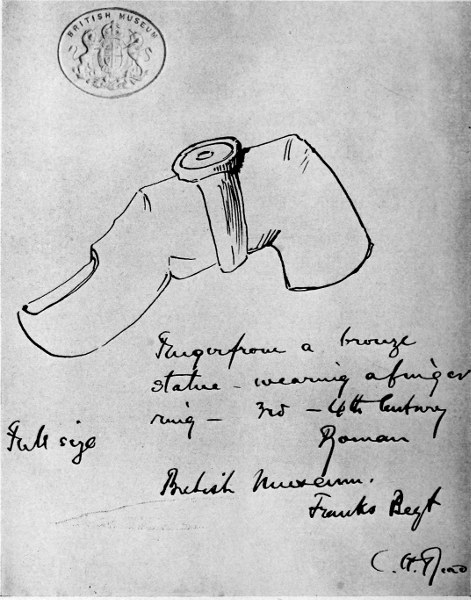 BRITISH MUSEUM
Finger from a bronze
statue - wearing a finger
ring - 3rd - 4th Century
Roman
Full size
British Museum.
Franks Beqt
C. H. Read